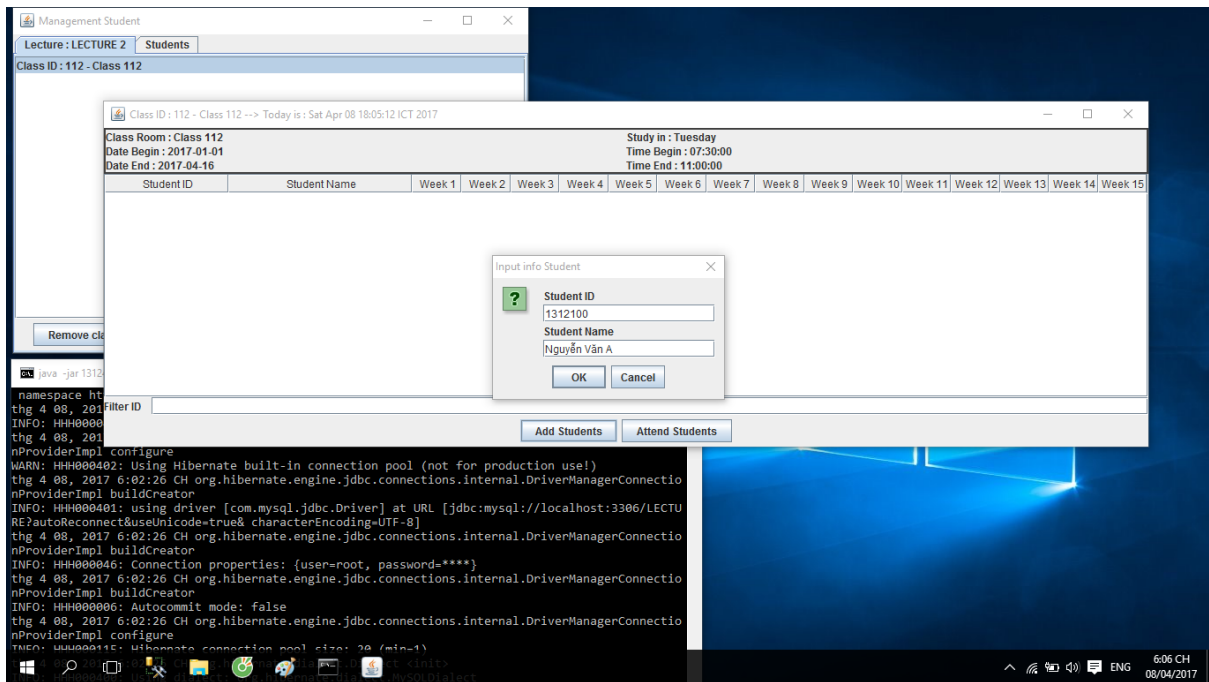 Management Student
Lecture : LECTURE 2 Students
Class ID : 112 - Class 112
Class ID : 112 - Class 112 --> Today is : Sat Apr 08 18:05:12 ICT 2017
Class Room : Class 112 Study in : Tuesday
Date Begin : 2017-01-01 Time Begin : 07:30:00
Date End : 2017-04-16 Time End : 11:00:00
Student ID Student Name Week 1 Week 2 Week 3 Week 4 Week 5 Week 6 Week 7 Week 8 Week 9 Week 10 Week 11 Week 12 Week 13 Week 14 Week 15
Input info Student
Student ID
1312100
Student Name
Nguyễn Văn A
OK Cancel
Filter ID
Add Students Attend Students
Remove cla
java -jar 1312
namespace ht
thg 4 08, 201
INFO: HHH0000
thg 4 08, 201
nProviderImpl configure
WARN: HHH000402: Using Hibernate built-in connection pool (not for production use!)
thg 4 08, 2017 6:02:26 CH org.hibernate.engine.jdbc.connections.internal.DriverManagerConnectio
nProviderImpl buildCreator
INFO: HHH000401: using driver [com.mysql.jdbc.Driver] at URL [jdbc:mysql://localhost:3306/LECTU
RE?autoReconnect&useUnicode=true& characterEncoding=UTF-8]
thg 4 08, 2017 6:02:26 CH org.hibernate.engine.jdbc.connections.internal.DriverManagerConnectio
nProviderImpl buildCreator
INFO: HHH000046: Connection properties: {user=root, password=****}
thg 4 08, 2017 6:02:26 CH org.hibernate.engine.jdbc.connections.internal.DriverManagerConnectio
nProviderImpl buildCreator
INFO: HHH000006: Autocommit mode: false
thg 4 08, 2017 6:02:26 CH org.hibernate.engine.jdbc.connections.internal.DriverManagerConnectio
nProviderImpl configure
INFO: HHH000115: Hibernate connection pool size: 20 (min=1)
ENG
6:06 CH
08/04/2017